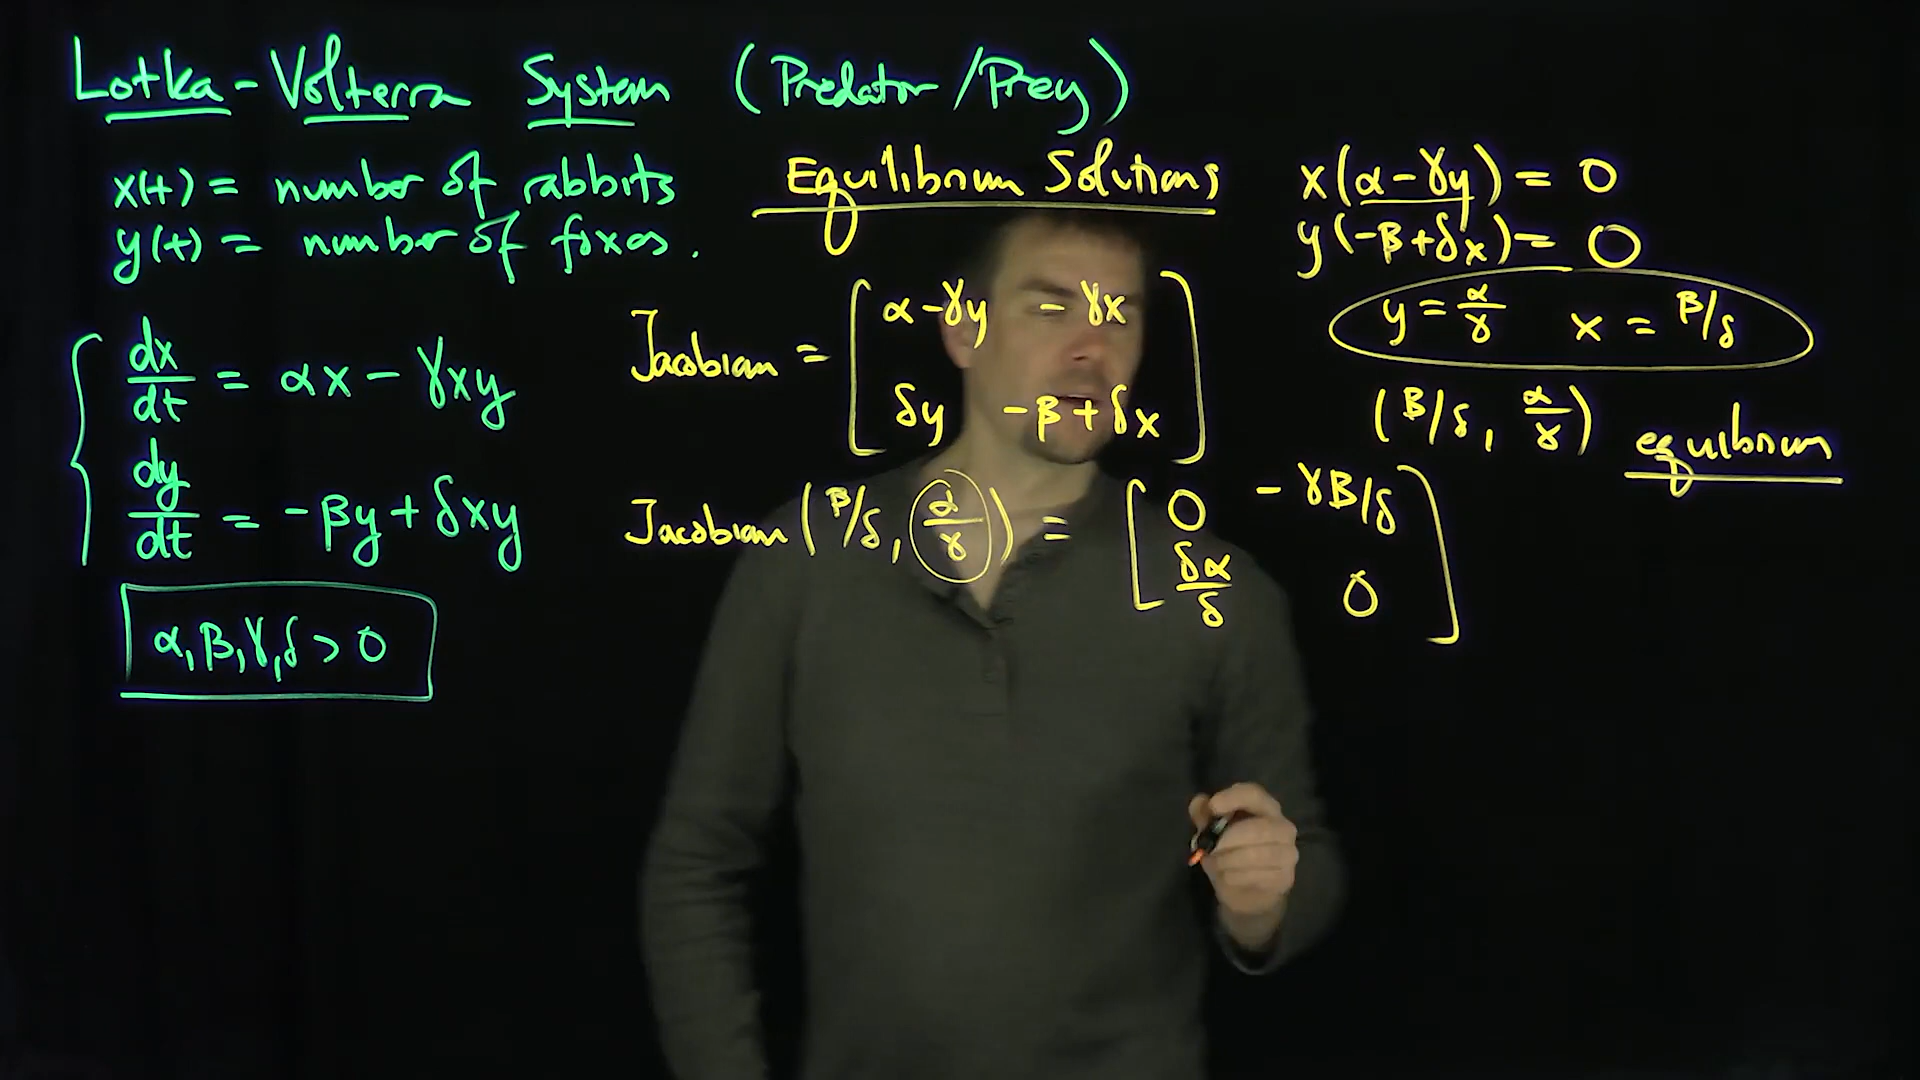 Lotka-Volterra System (Predator/Prey)
x(t) = number of rabbits
y(t) = number of foxes.
dx/dt = αx - γxy
dy/dt = -βy + δxy
α, β, γ, δ > 0
Equilibrium Solutions
Jacobian = [ α-γy -γx
δy -β+δx ]
Jacobian (β/δ, α/γ) = [ 0 -γβ/δ
δα/δ 0 ]
x(α-γy) = 0
y(-β+δx) = 0
y = α/γ x = β/δ
(β/δ, α/γ) equilibrium